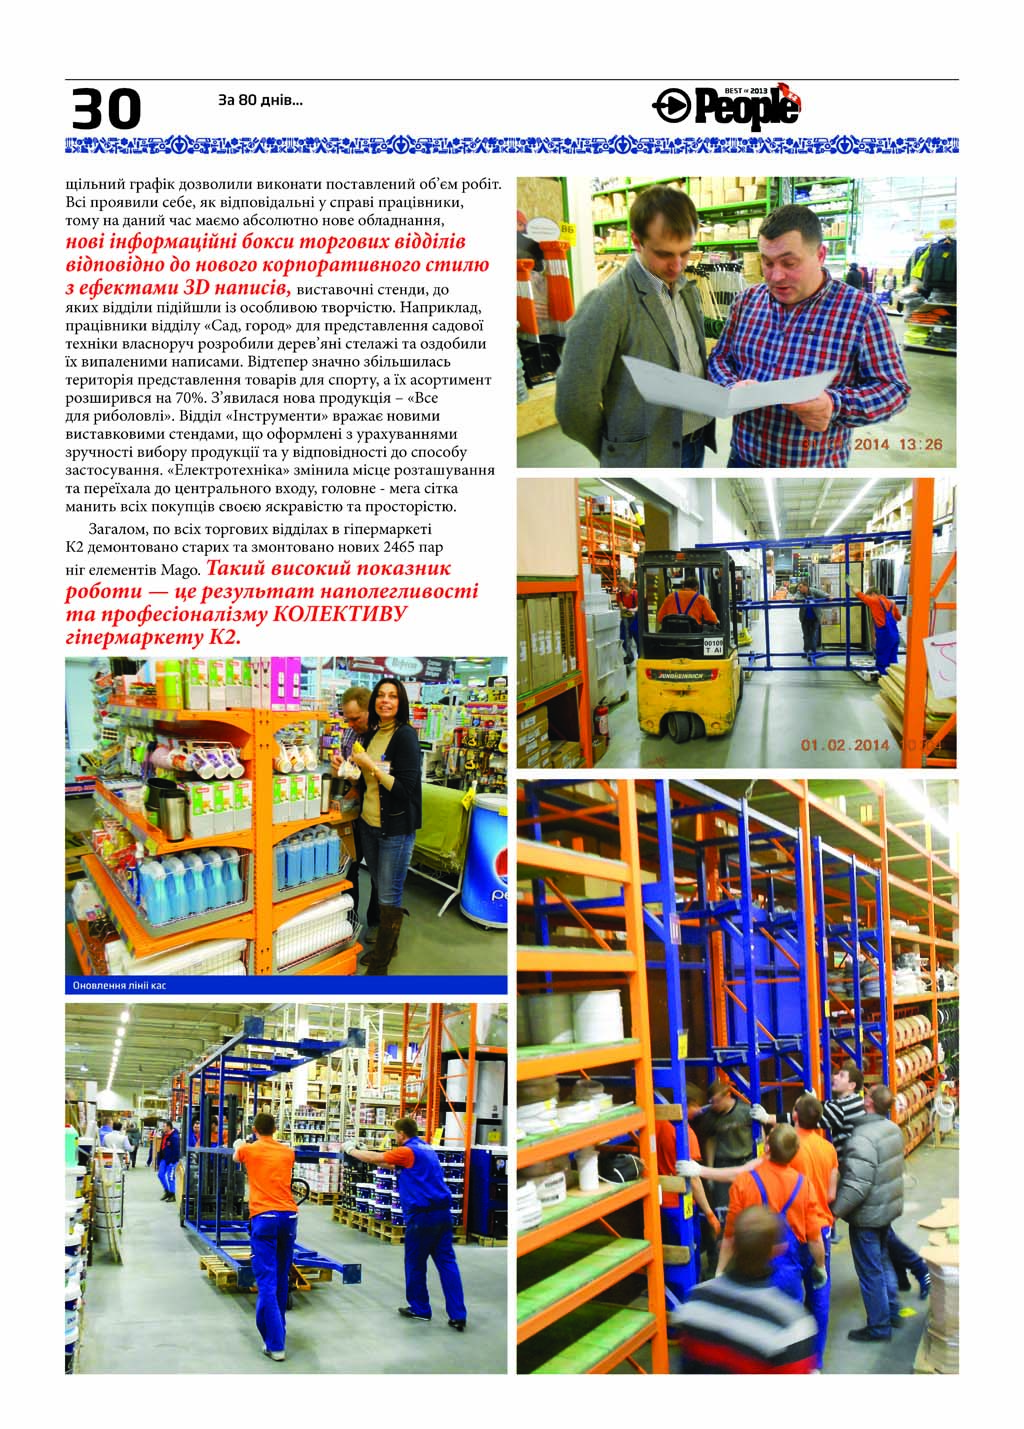 30
За 80 днів...
BEST OF 2013
People
K2
щільний графік дозволили виконати поставлений об’єм робіт.
Всі проявили себе, як відповідальні у справі працівники,
тому на даний час маємо абсолютно нове обладнання,
нові інформаційні бокси торгових відділів
відповідно до нового корпоративного стилю
з ефектами 3D написів, виставочні стенди, до
яких відділи підійшли із особливою творчістю. Наприклад,
працівники відділу «Сад, город» для представлення садової
техніки власноруч розробили дерев’яні стелажі та оздобили
їх випаленими написами. Відтепер значно збільшилась
територія представлення товарів для спорту, а їх асортимент
розширився на 70%. З’явилася нова продукція – «Все
для риболовлі». Відділ «Інструменти» вражає новими
виставковими стендами, що оформлені з урахуваннями
зручності вибору продукції та у відповідності до способу
застосування. «Електротехніка» змінила місце розташування
та переїхала до центрального входу, головне - мега сітка
манить всіх покупців своєю яскравістю та просторістю.
Загалом, по всіх торгових відділах в гіпермаркеті
К2 демонтовано старих та змонтовано нових 2465 пар
ніг елементів Mago. Такий високий показник
роботи — це результат наполегливості
та професіоналізму КОЛЕКТИВУ
гіпермаркету К2.
Оновлення лінії кас
2014 13:26
00109
T AI
JUNGHEINRICH
01.02.2014